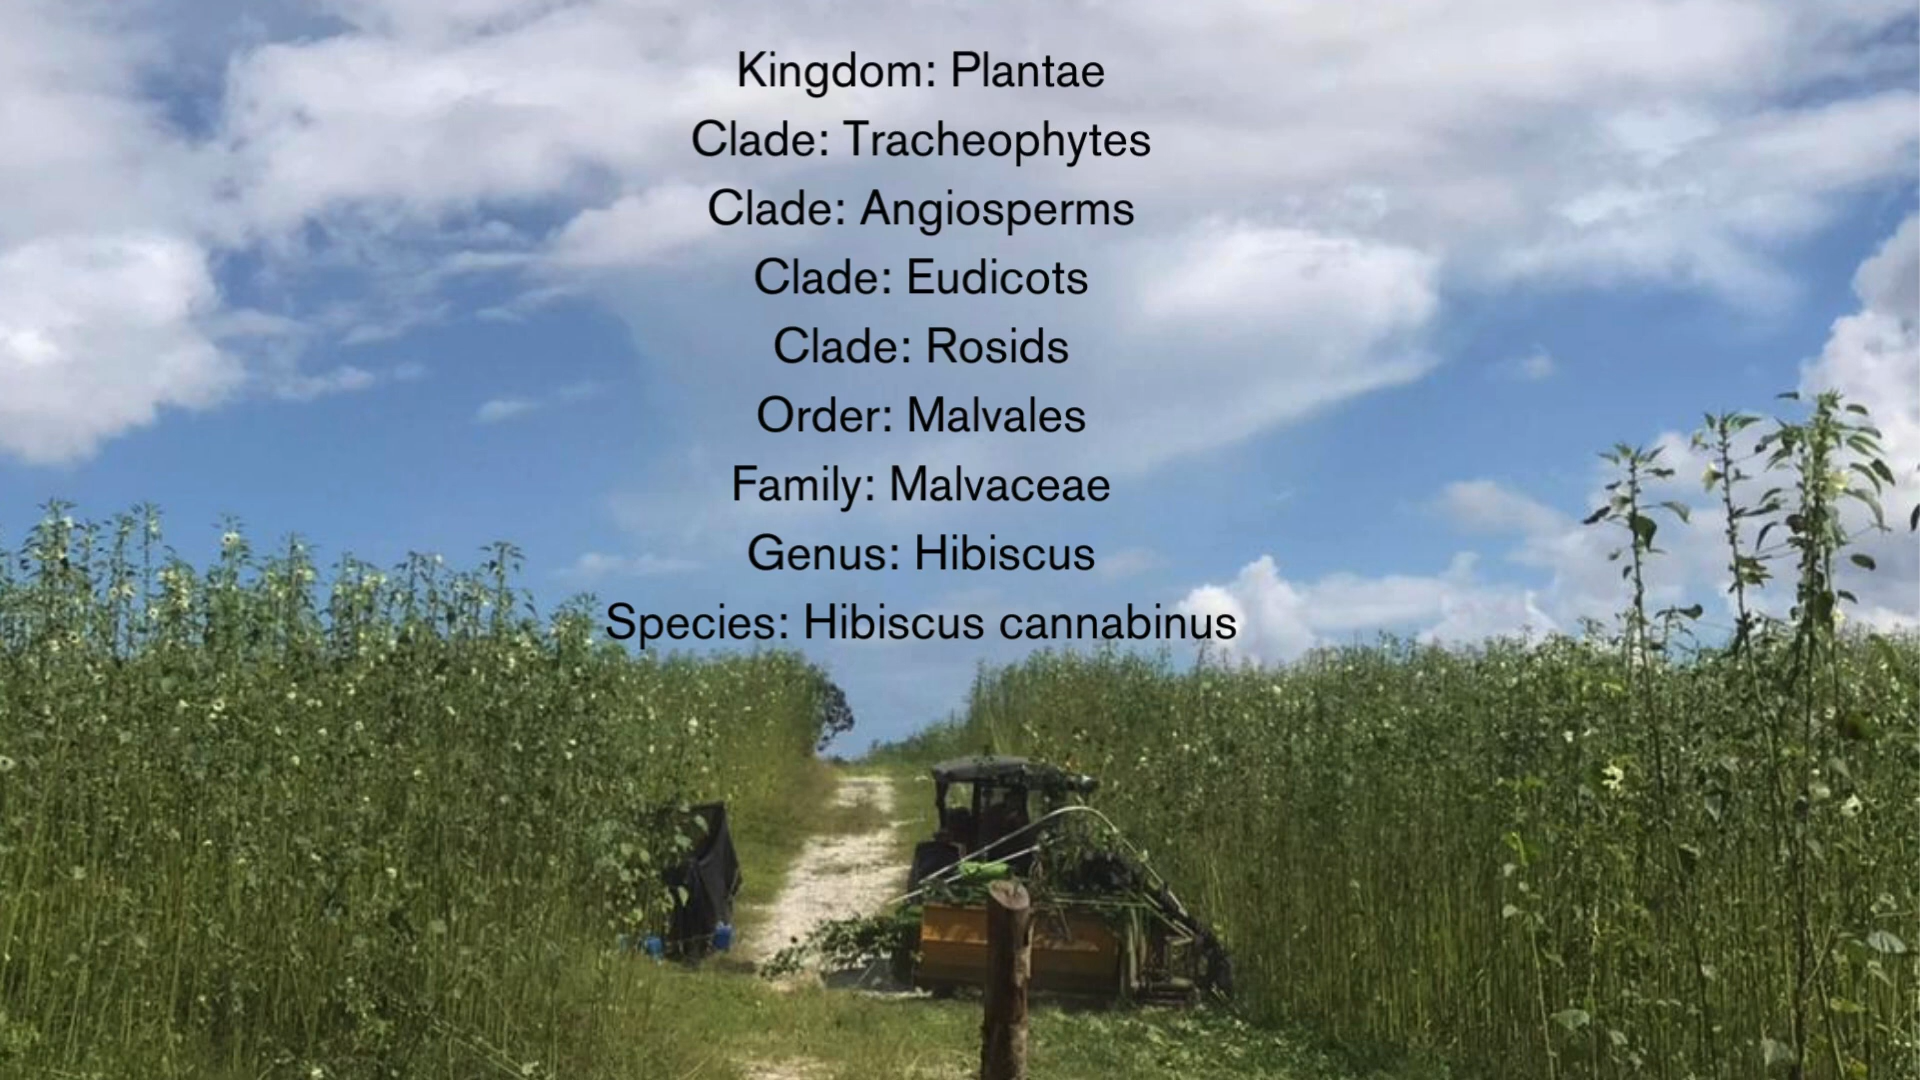 Kingdom: Plantae
Clade: Tracheophytes
Clade: Angiosperms
Clade: Eudicots
Clade: Rosids
Order: Malvales
Family: Malvaceae
Genus: Hibiscus
Species: Hibiscus cannabinus